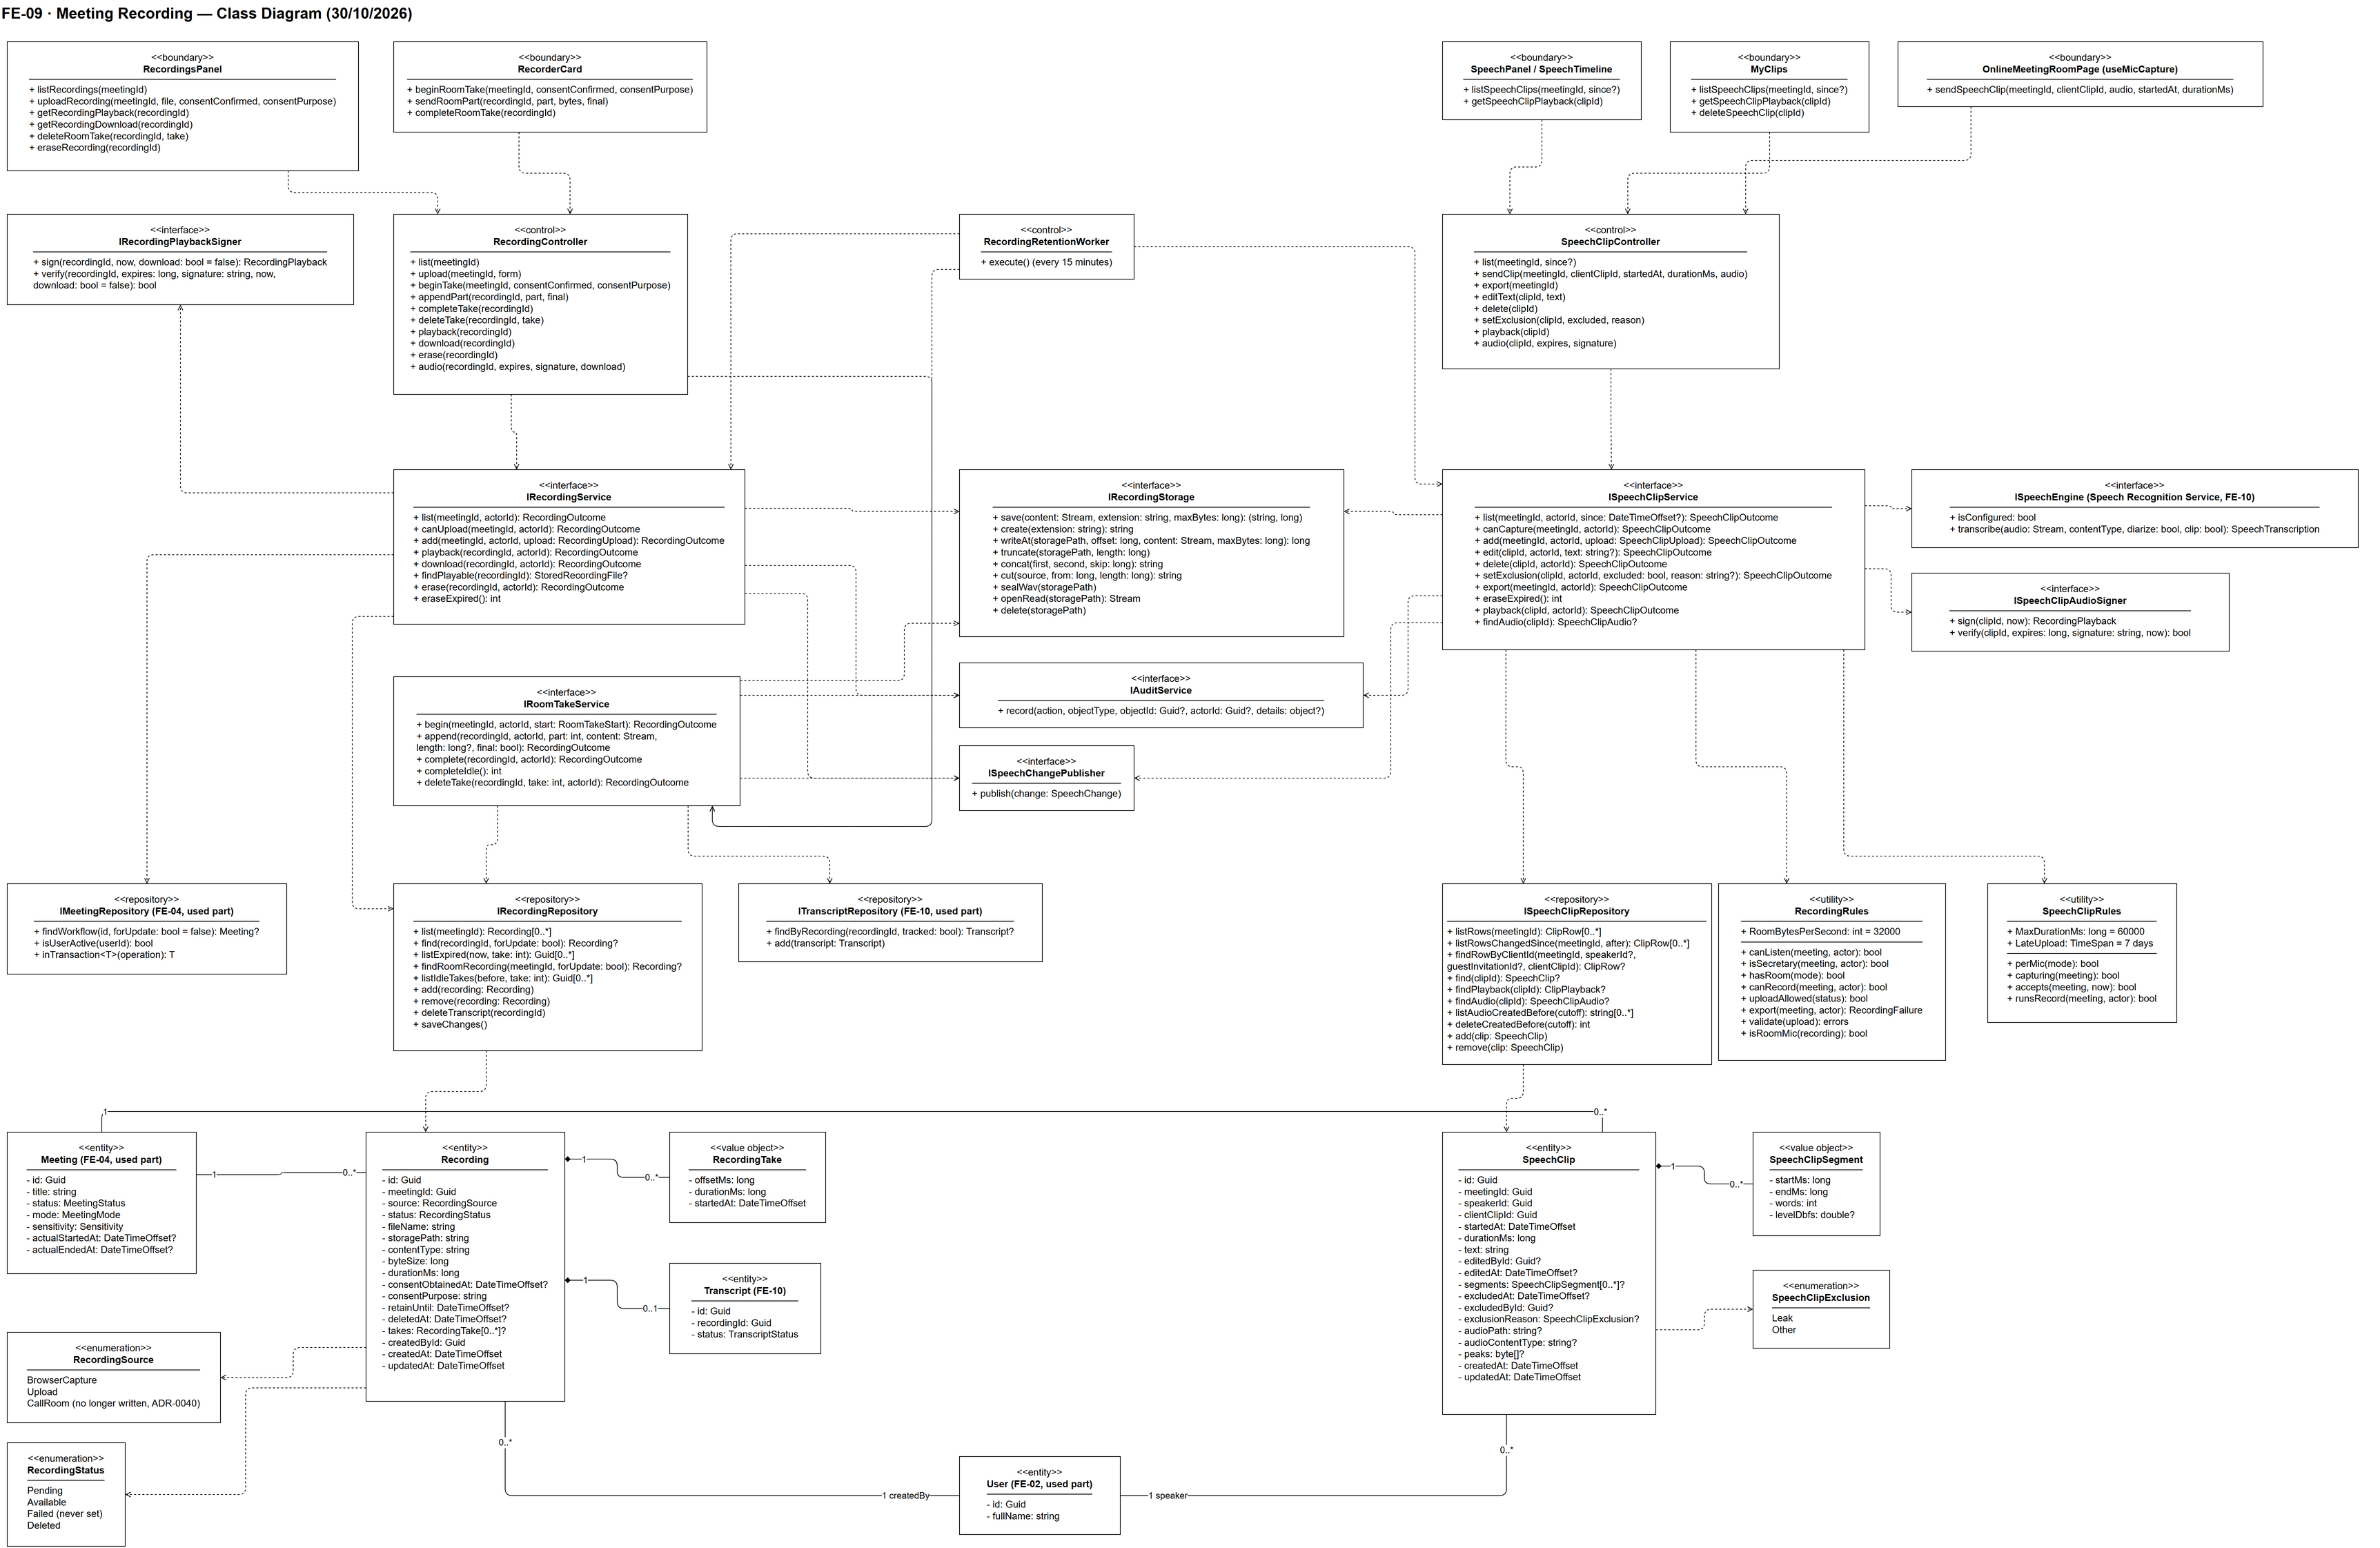 FE-09 · Meeting Recording — Class Diagram (30/10/2026)
<<boundary>>
RecordingsPanel
+ listRecordings(meetingId)
+ uploadRecording(meetingId, file, consentConfirmed, consentPurpose)
+ getRecordingPlayback(recordingId)
+ getRecordingDownload(recordingId)
+ deleteRoomTake(recordingId, take)
+ eraseRecording(recordingId)
<<boundary>>
RecorderCard
+ beginRoomTake(meetingId, consentConfirmed, consentPurpose)
+ sendRoomPart(recordingId, part, bytes, final)
+ completeRoomTake(recordingId)
<<boundary>>
SpeechPanel / SpeechTimeline
+ listSpeechClips(meetingId, since?)
+ getSpeechClipPlayback(clipId)
<<boundary>>
MyClips
+ listSpeechClips(meetingId, since?)
+ getSpeechClipPlayback(clipId)
+ deleteSpeechClip(clipId)
<<boundary>>
OnlineMeetingRoomPage (useMicCapture)
+ sendSpeechClip(meetingId, clientClipId, audio, startedAt, durationMs)
<<interface>>
IRecordingPlaybackSigner
+ sign(recordingId, now, download: bool = false): RecordingPlayback
+ verify(recordingId, expires: long, signature: string, now,
download: bool = false): bool
<<control>>
RecordingController
+ list(meetingId)
+ upload(meetingId, form)
+ beginTake(meetingId, consentConfirmed, consentPurpose)
+ appendPart(recordingId, part, final)
+ completeTake(recordingId)
+ deleteTake(recordingId, take)
+ playback(recordingId)
+ download(recordingId)
+ erase(recordingId)
+ audio(recordingId, expires, signature, download)
<<control>>
RecordingRetentionWorker
+ execute() (every 15 minutes)
<<control>>
SpeechClipController
+ list(meetingId, since?)
+ sendClip(meetingId, clientClipId, startedAt, durationMs, audio)
+ export(meetingId)
+ editText(clipId, text)
+ delete(clipId)
+ setExclusion(clipId, excluded, reason)
+ playback(clipId)
+ audio(clipId, expires, signature)
<<interface>>
IRecordingService
+ list(meetingId, actorId): RecordingOutcome
+ canUpload(meetingId, actorId): RecordingOutcome
+ add(meetingId, actorId, upload: RecordingUpload): RecordingOutcome
+ playback(recordingId, actorId): RecordingOutcome
+ download(recordingId, actorId): RecordingOutcome
+ findPlayable(recordingId): StoredRecordingFile?
+ erase(recordingId, actorId): RecordingOutcome
+ eraseExpired(): int
<<interface>>
IRecordingStorage
+ save(content: Stream, extension: string, maxBytes: long): (string, long)
+ create(extension: string): string
+ writeAt(storagePath, offset: long, content: Stream, maxBytes: long): long
+ truncate(storagePath, length: long)
+ concat(first, second, skip: long): string
+ cut(source, from: long, length: long): string
+ sealWav(storagePath)
+ openRead(storagePath): Stream
+ delete(storagePath)
<<interface>>
ISpeechClipService
+ list(meetingId, actorId, since: DateTimeOffset?): SpeechClipOutcome
+ canCapture(meetingId, actorId): SpeechClipOutcome
+ add(meetingId, actorId, upload: SpeechClipUpload): SpeechClipOutcome
+ edit(clipId, actorId, text: string?): SpeechClipOutcome
+ delete(clipId, actorId): SpeechClipOutcome
+ setExclusion(clipId, actorId, excluded: bool, reason: string?): SpeechClipOutcome
+ export(meetingId, actorId): SpeechClipOutcome
+ eraseExpired(): int
+ playback(clipId, actorId): SpeechClipOutcome
+ findAudio(clipId): SpeechClipAudio?
<<interface>>
ISpeechEngine (Speech Recognition Service, FE-10)
+ isConfigured: bool
+ transcribe(audio: Stream, contentType, diarize: bool, clip: bool): SpeechTranscription
<<interface>>
ISpeechClipAudioSigner
+ sign(clipId, now): RecordingPlayback
+ verify(clipId, expires: long, signature: string, now): bool
<<interface>>
IRoomTakeService
+ begin(meetingId, actorId, start: RoomTakeStart): RecordingOutcome
+ append(recordingId, actorId, part: int, content: Stream,
length: long?, final: bool): RecordingOutcome
+ complete(recordingId, actorId): RecordingOutcome
+ completeIdle(): int
+ deleteTake(recordingId, take: int, actorId): RecordingOutcome
<<interface>>
IAuditService
+ record(action, objectType, objectId: Guid?, actorId: Guid?, details: object?)
<<interface>>
ISpeechChangePublisher
+ publish(change: SpeechChange)
<<repository>>
IMeetingRepository (FE-04, used part)
+ findWorkflow(id, forUpdate: bool = false): Meeting?
+ isUserActive(userId): bool
+ inTransaction<T>(operation): T
<<repository>>
IRecordingRepository
+ list(meetingId): Recording[0..*]
+ find(recordingId, forUpdate: bool): Recording?
+ listExpired(now, take: int): Guid[0..*]
+ findRoomRecording(meetingId, forUpdate: bool): Recording?
+ listIdleTakes(before, take: int): Guid[0..*]
+ add(recording: Recording)
+ remove(recording: Recording)
+ deleteTranscript(recordingId)
+ saveChanges()
<<repository>>
ITranscriptRepository (FE-10, used part)
+ findByRecording(recordingId, tracked: bool): Transcript?
+ add(transcript: Transcript)
<<repository>>
ISpeechClipRepository
+ listRows(meetingId): ClipRow[0..*]
+ listRowsChangedSince(meetingId, after): ClipRow[0..*]
+ findRowByClientId(meetingId, speakerId?,
guestInvitationId?, clientClipId): ClipRow?
+ find(clipId): SpeechClip?
+ findPlayback(clipId): ClipPlayback?
+ findAudio(clipId): SpeechClipAudio?
+ listAudioCreatedBefore(cutoff): string[0..*]
+ deleteCreatedBefore(cutoff): int
+ add(clip: SpeechClip)
+ remove(clip: SpeechClip)
<<utility>>
RecordingRules
+ RoomBytesPerSecond: int = 32000
+ canListen(meeting, actor): bool
+ isSecretary(meeting, actor): bool
+ hasRoom(mode): bool
+ canRecord(meeting, actor): bool
+ uploadAllowed(status): bool
+ export(meeting, actor): RecordingFailure
+ validate(upload): errors
+ isRoomMic(recording): bool
<<utility>>
SpeechClipRules
+ MaxDurationMs: long = 60000
+ LateUpload: TimeSpan = 7 days
+ perMic(mode): bool
+ capturing(meeting): bool
+ accepts(meeting, now): bool
+ runsRecord(meeting, actor): bool
1
0..*
<<entity>>
Meeting (FE-04, used part)
- id: Guid
- title: string
- status: MeetingStatus
- mode: MeetingMode
- sensitivity: Sensitivity
- actualStartedAt: DateTimeOffset?
- actualEndedAt: DateTimeOffset?
1
0..*
<<entity>>
Recording
- id: Guid
- meetingId: Guid
- source: RecordingSource
- status: RecordingStatus
- fileName: string
- storagePath: string
- contentType: string
- byteSize: long
- durationMs: long
- consentObtainedAt: DateTimeOffset?
- consentPurpose: string
- retainUntil: DateTimeOffset?
- deletedAt: DateTimeOffset?
- takes: RecordingTake[0..*]?
- createdById: Guid
- createdAt: DateTimeOffset
- updatedAt: DateTimeOffset
1
0..*
<<value object>>
RecordingTake
- offsetMs: long
- durationMs: long
- startedAt: DateTimeOffset
1
0..1
<<entity>>
Transcript (FE-10)
- id: Guid
- recordingId: Guid
- status: TranscriptStatus
<<entity>>
SpeechClip
- id: Guid
- meetingId: Guid
- speakerId: Guid
- clientClipId: Guid
- startedAt: DateTimeOffset
- durationMs: long
- text: string
- editedById: Guid?
- editedAt: DateTimeOffset?
- segments: SpeechClipSegment[0..*]?
- excludedAt: DateTimeOffset?
- excludedById: Guid?
- exclusionReason: SpeechClipExclusion?
- audioPath: string?
- audioContentType: string?
- peaks: byte[]?
- createdAt: DateTimeOffset
- updatedAt: DateTimeOffset
1
0..*
<<value object>>
SpeechClipSegment
- startMs: long
- endMs: long
- words: int
- levelDbfs: double?
<<enumeration>>
SpeechClipExclusion
Leak
Other
<<enumeration>>
RecordingSource
BrowserCapture
Upload
CallRoom (no longer written, ADR-0040)
<<enumeration>>
RecordingStatus
Pending
Available
Failed (never set)
Deleted
0..*
1 createdBy
<<entity>>
User (FE-02, used part)
- id: Guid
- fullName: string
1 speaker
0..*